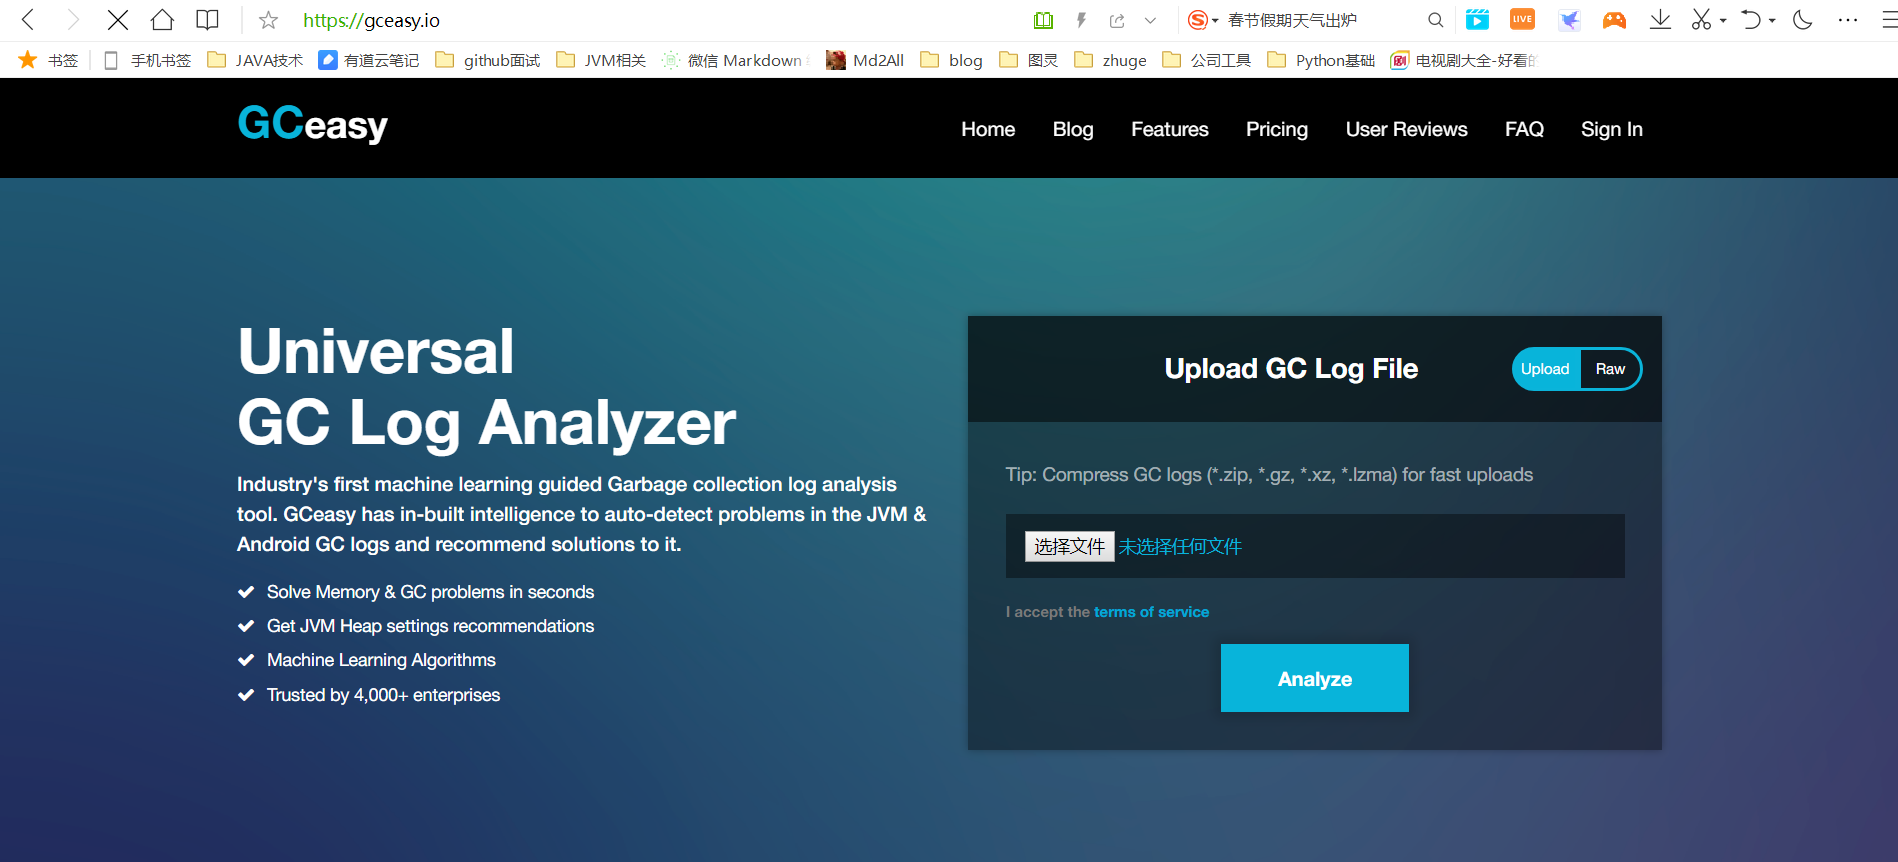 https://gceasy.io
春节假期天气出炉
LIVE
书签 手机书签 JAVA技术 有道云笔记 github面试 JVM相关 微信 Markdown Md2All blog 图灵 zhuge 公司工具 Python基础 电视剧大全-好看的
GCeasy
Home Blog Features Pricing User Reviews FAQ Sign In
Universal
GC Log Analyzer
Industry's first machine learning guided Garbage collection log analysis
tool. GCeasy has in-built intelligence to auto-detect problems in the JVM &
Android GC logs and recommend solutions to it.
Solve Memory & GC problems in seconds
Get JVM Heap settings recommendations
Machine Learning Algorithms
Trusted by 4,000+ enterprises
Upload GC Log File
Upload Raw
Tip: Compress GC logs (*.zip, *.gz, *.xz, *.lzma) for fast uploads
选择文件 未选择任何文件
I accept the terms of service
Analyze